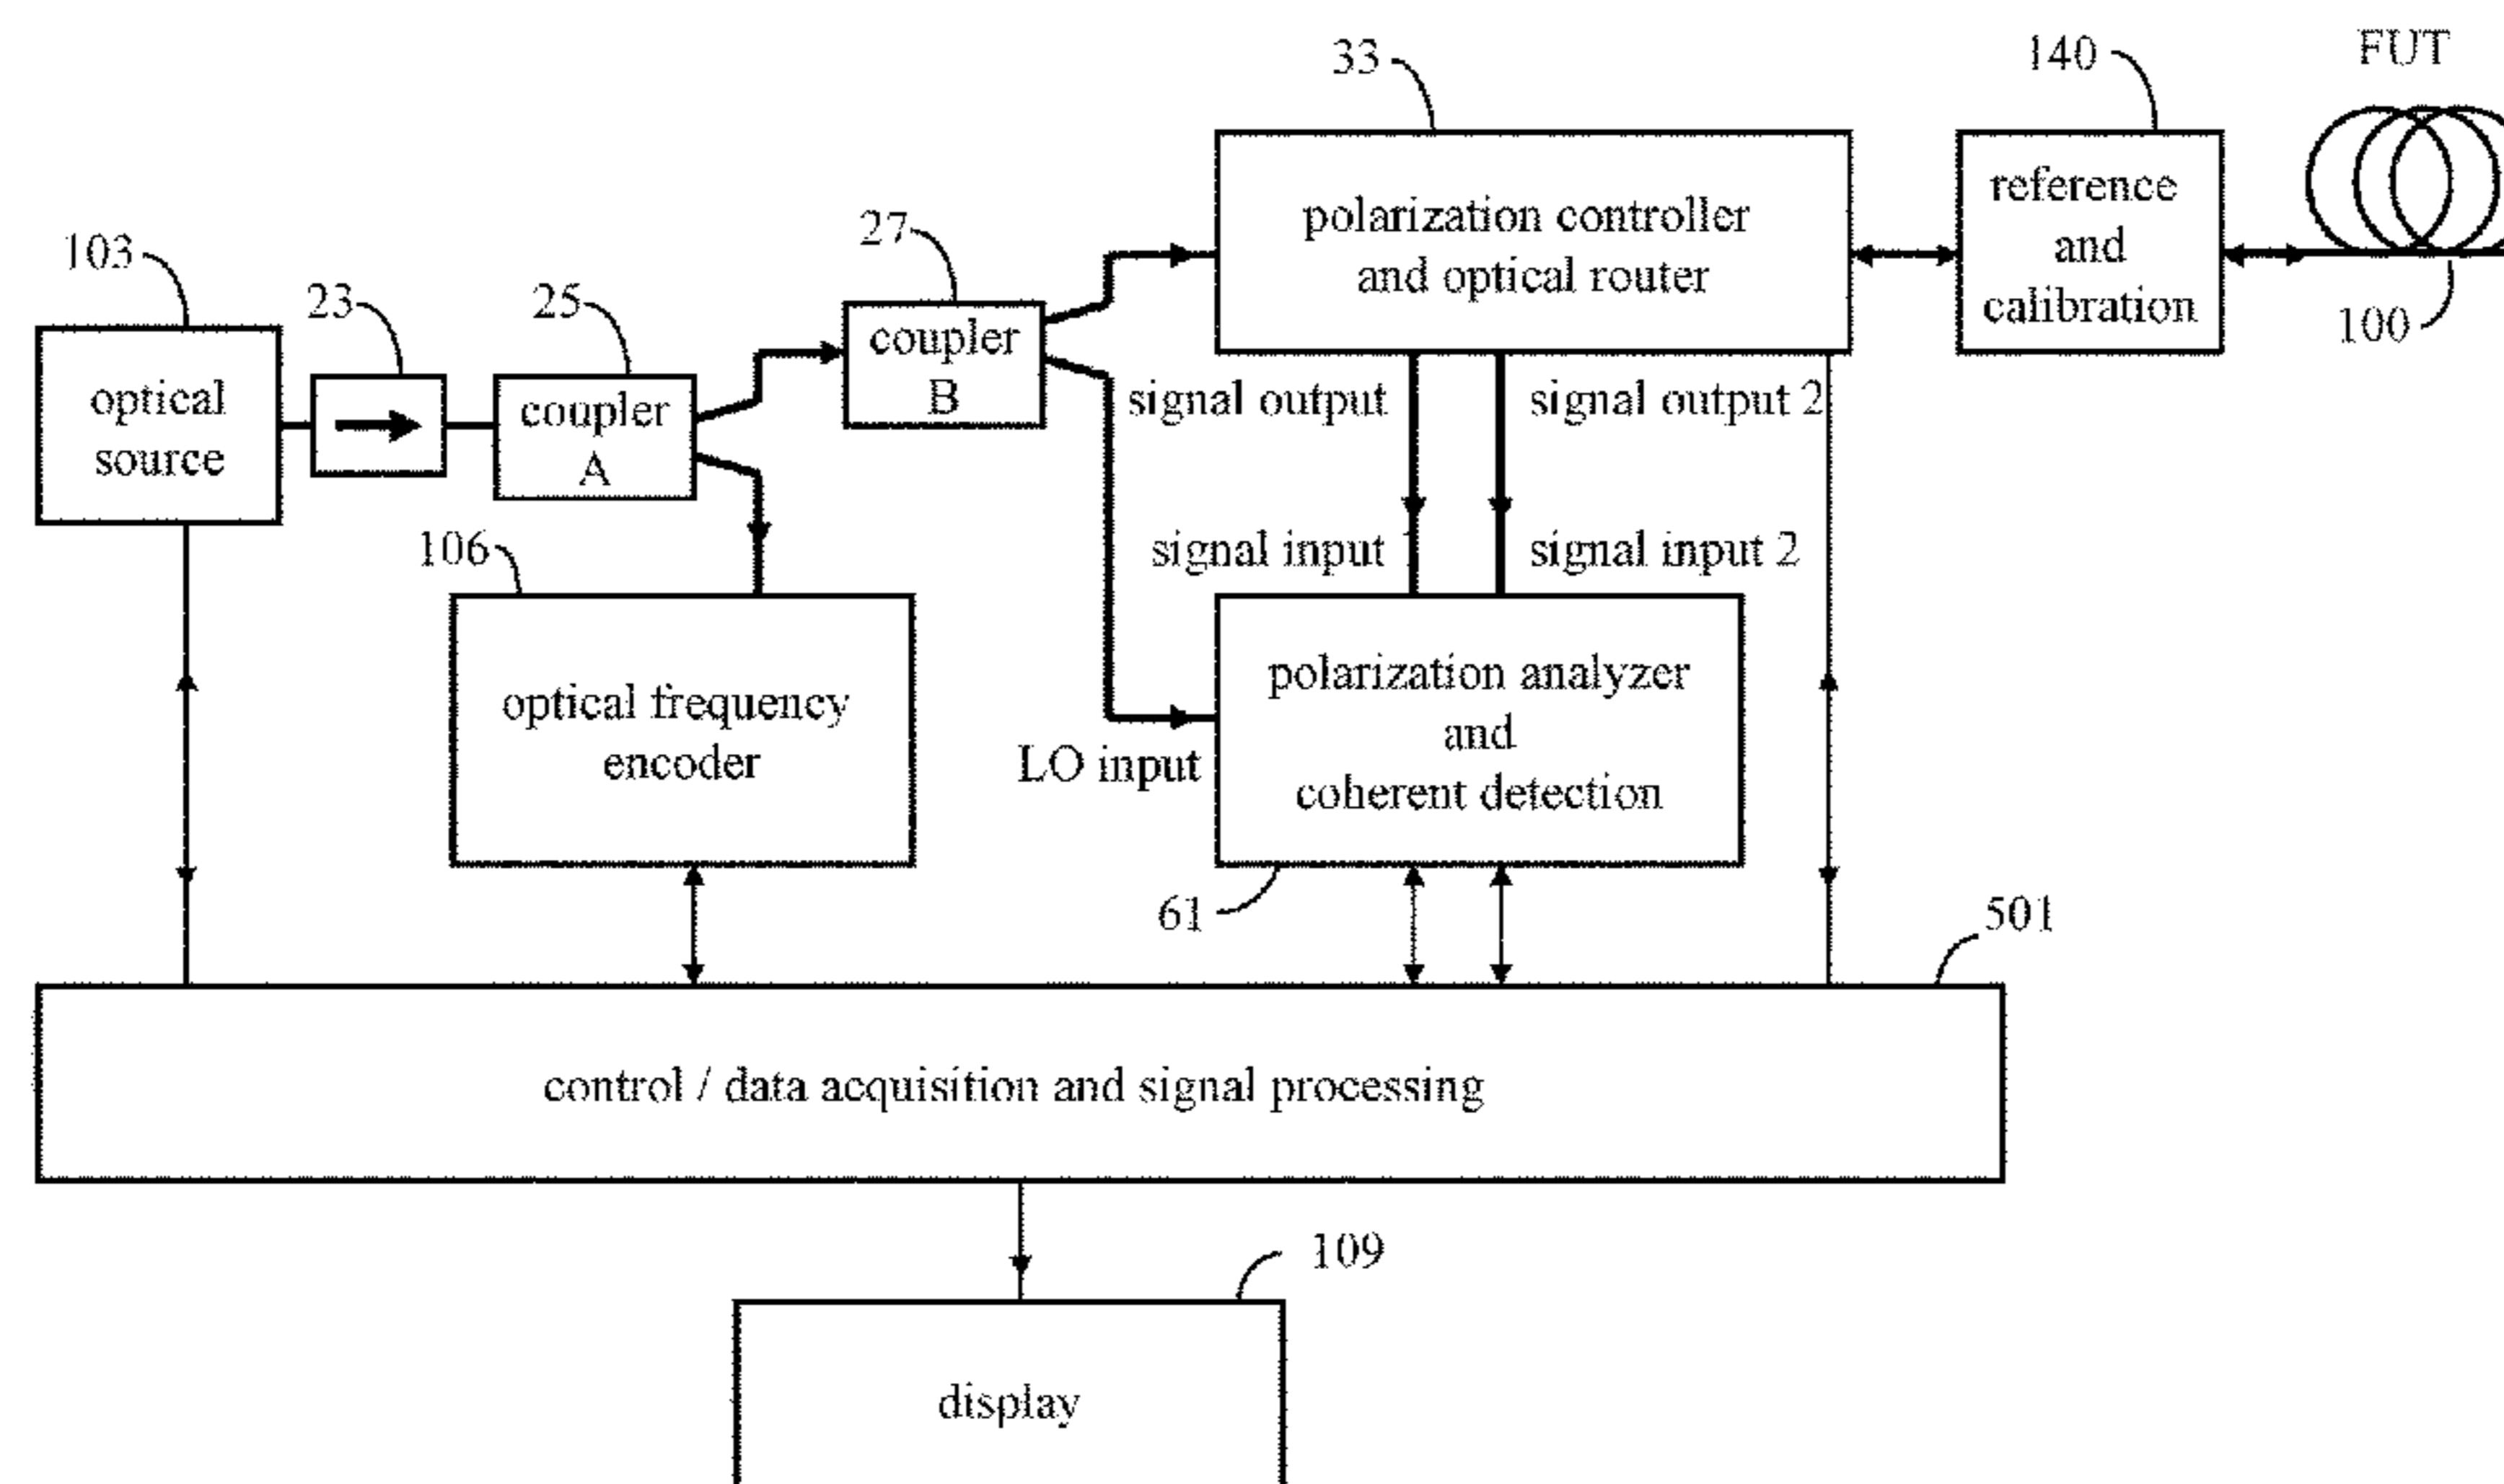 33
140
FUT
103
27
polarization controller
and optical router
reference
and
calibration
23
25
100
coupler
B
optical
source
coupler
A
signal output
signal output 2
106
signal input
signal input 2
optical frequency
encoder
polarization analyzer
and
coherent detection
LO input
61
501
control / data acquisition and signal processing
109
display